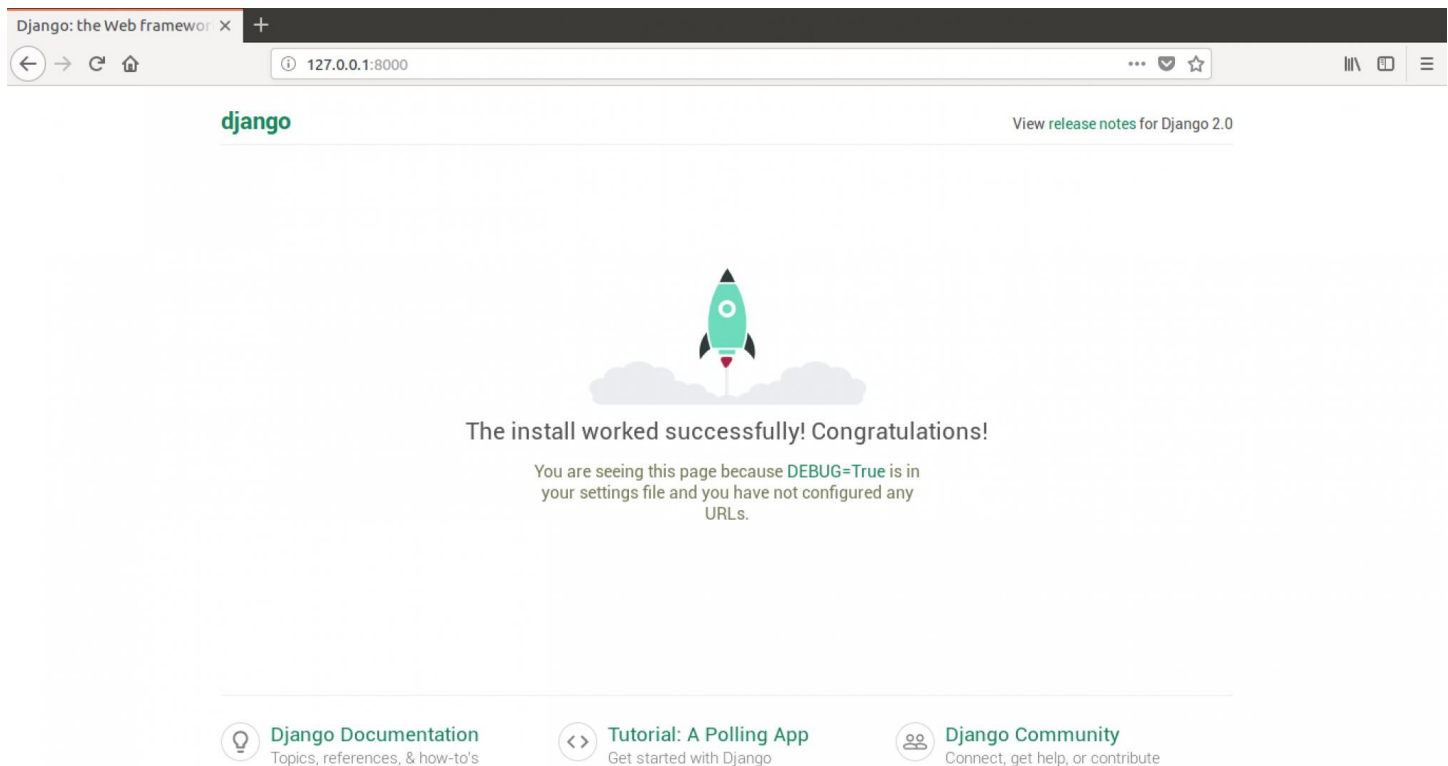 Django: the Web framewor
127.0.0.1:8000
django
View release notes for Django 2.0
The install worked successfully! Congratulations!
You are seeing this page because DEBUG=True is in
your settings file and you have not configured any
URLs.
Django Documentation
Topics, references, & how-to's
Tutorial: A Polling App
Get started with Django
Django Community
Connect, get help, or contribute